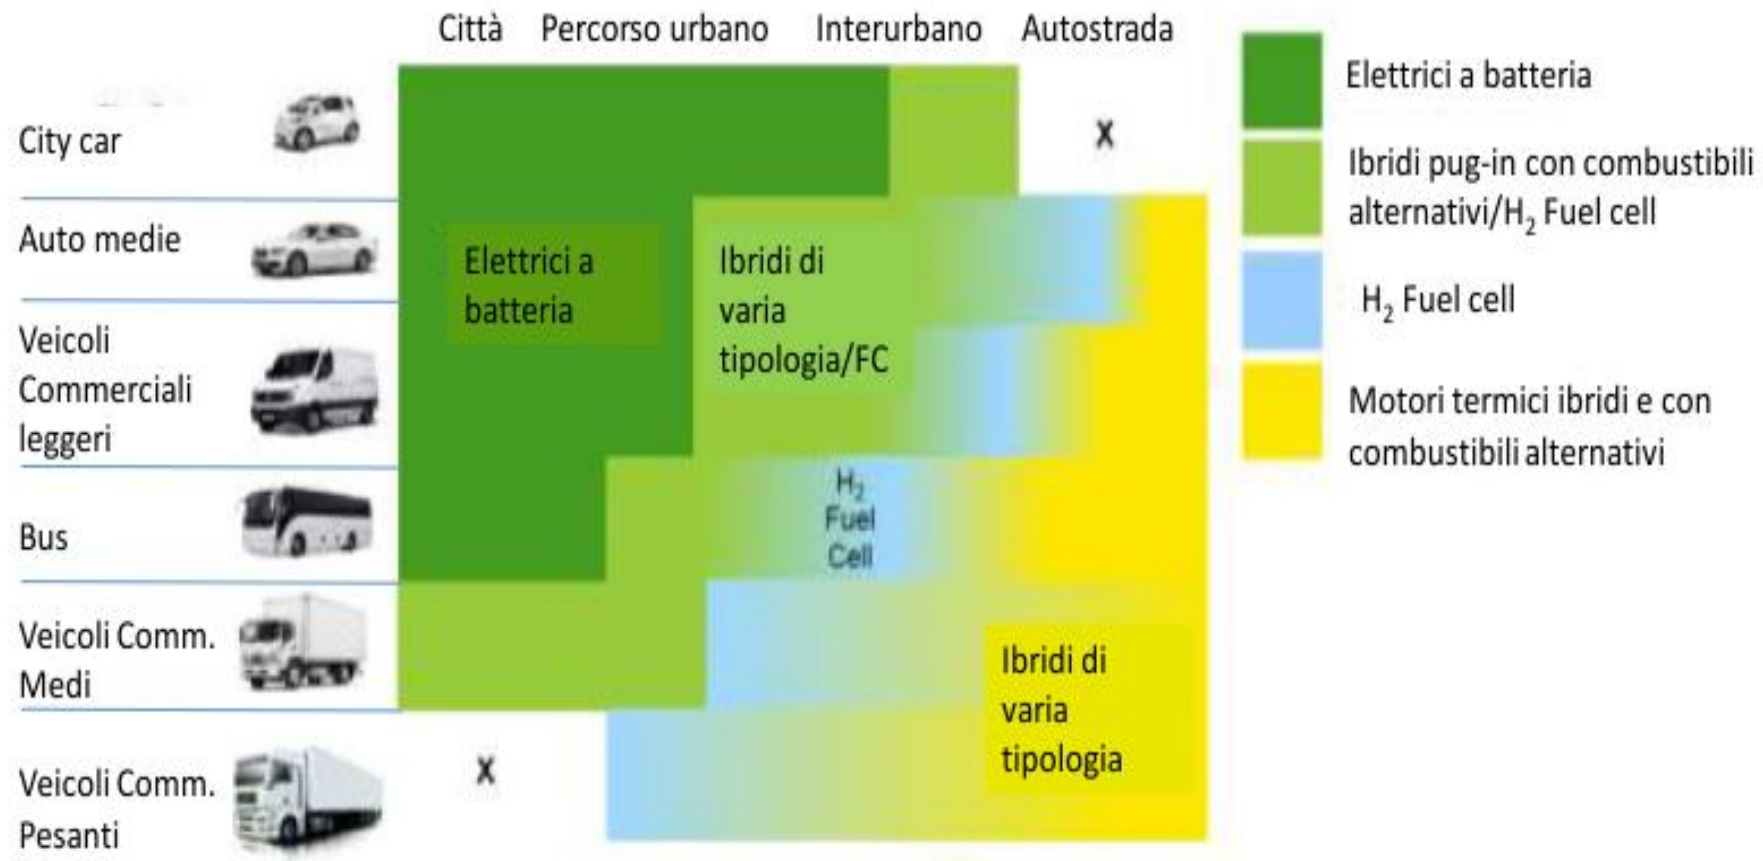 Città Percorso urbano Interurbano Autostrada
City car
X
Auto medie
Veicoli
Commerciali
leggeri
Bus
Veicoli Comm.
Medi
Veicoli Comm.
Pesanti
X
Elettrici a
batteria
Ibridi di
varia
tipologia/FC
H₂
Fuel
Cell
Ibridi di
varia
tipologia
Elettrici a batteria
Ibridi pug-in con combustibili
alternativi/H₂ Fuel cell
H₂ Fuel cell
Motori termici ibridi e con
combustibili alternativi